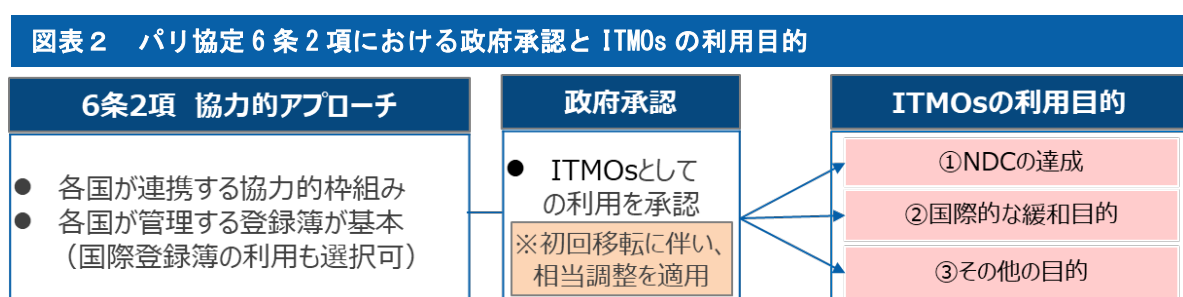 図表２　パリ協定6条2項における政府承認とITMOsの利用目的
6条2項 協力的アプローチ
● 各国が連携する協力的枠組み
● 各国が管理する登録簿が基本
（国際登録簿の利用も選択可）
政府承認
● ITMOsとして
の利用を承認
※初回移転に伴い、
相当調整を適用
ITMOsの利用目的
①NDCの達成
②国際的な緩和目的
③その他の目的